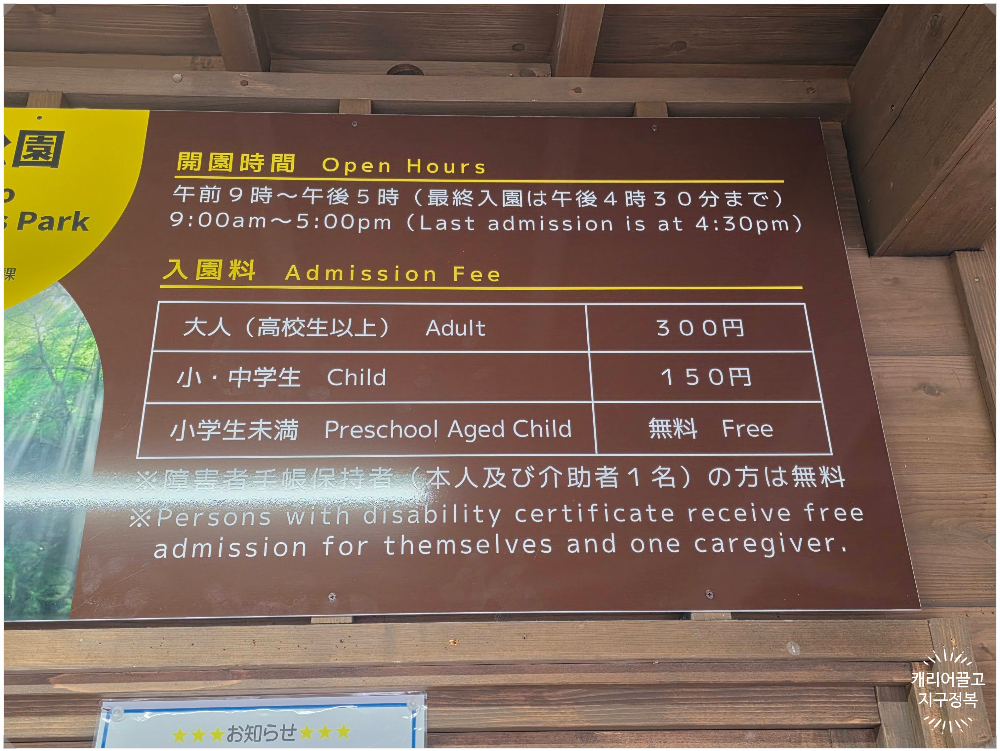 園
Park
課
開園時間 Open Hours
午前９時～午後５時（最終入園は午後４時３０分まで）
9:00am～5:00pm（Last admission is at 4:30pm）
入園料 Admission Fee
大人（高校生以上） Adult ３００円
小・中学生 Child １５０円
小学生未満 Preschool Aged Child 無料 Free
※障害者手帳保持者（本人及び介助者１名）の方は無料
※Persons with disability certificate receive free
admission for themselves and one caregiver.
캐리어끌고
지구정복
★★★お知らせ★★★